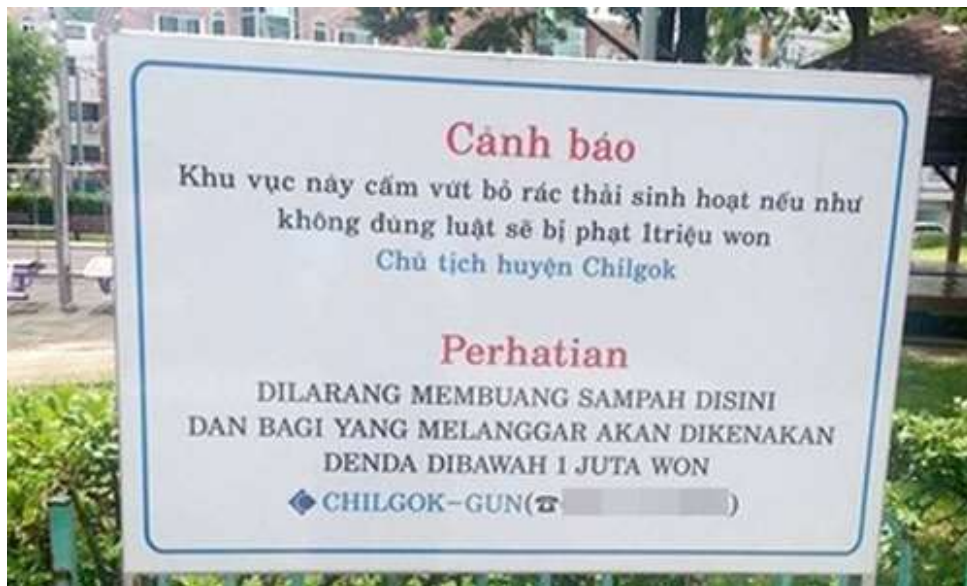 Cảnh báo
Khu vục này cấm vứt bỏ rác thải sinh hoạt nếu như
không đúng luật sẽ bị phạt 1triệu won
Chủ tịch huyện Chilgok
Perhatian
DILARANG MEMBUANG SAMPAH DISINI
DAN BAGI YANG MELANGGAR AKAN DIKENAKAN
DENDA DIBAWAH 1 JUTA WON
CHILGOK-GUN(☎ )